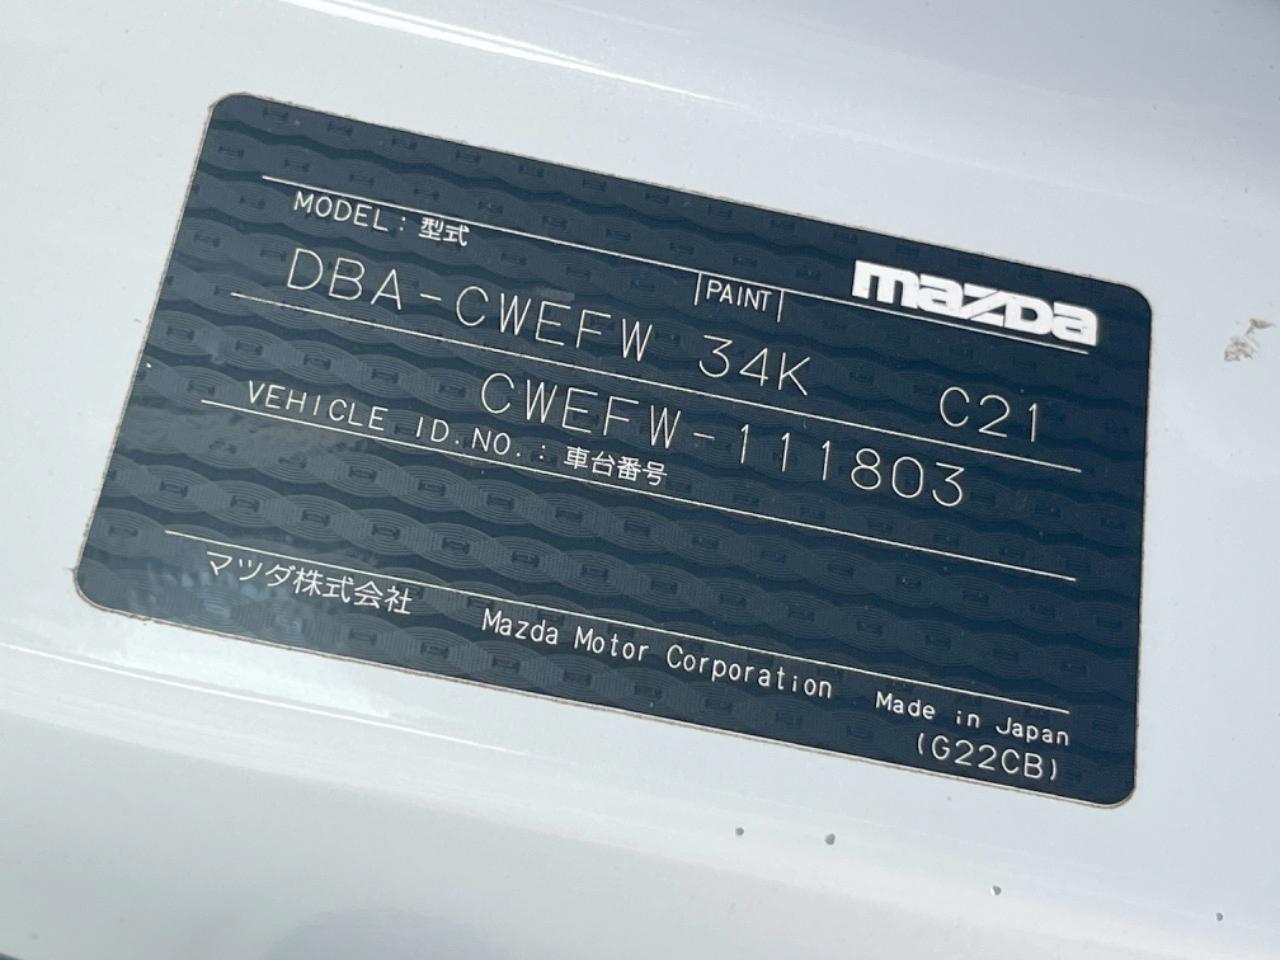 mazda
MODEL: 型式 PAINT
DBA-CWEFW 34K C21
CWEFW-111803
VEHICLE ID.NO.: 車台番号
マツダ株式会社 Mazda Motor Corporation Made in Japan
(G22CB)